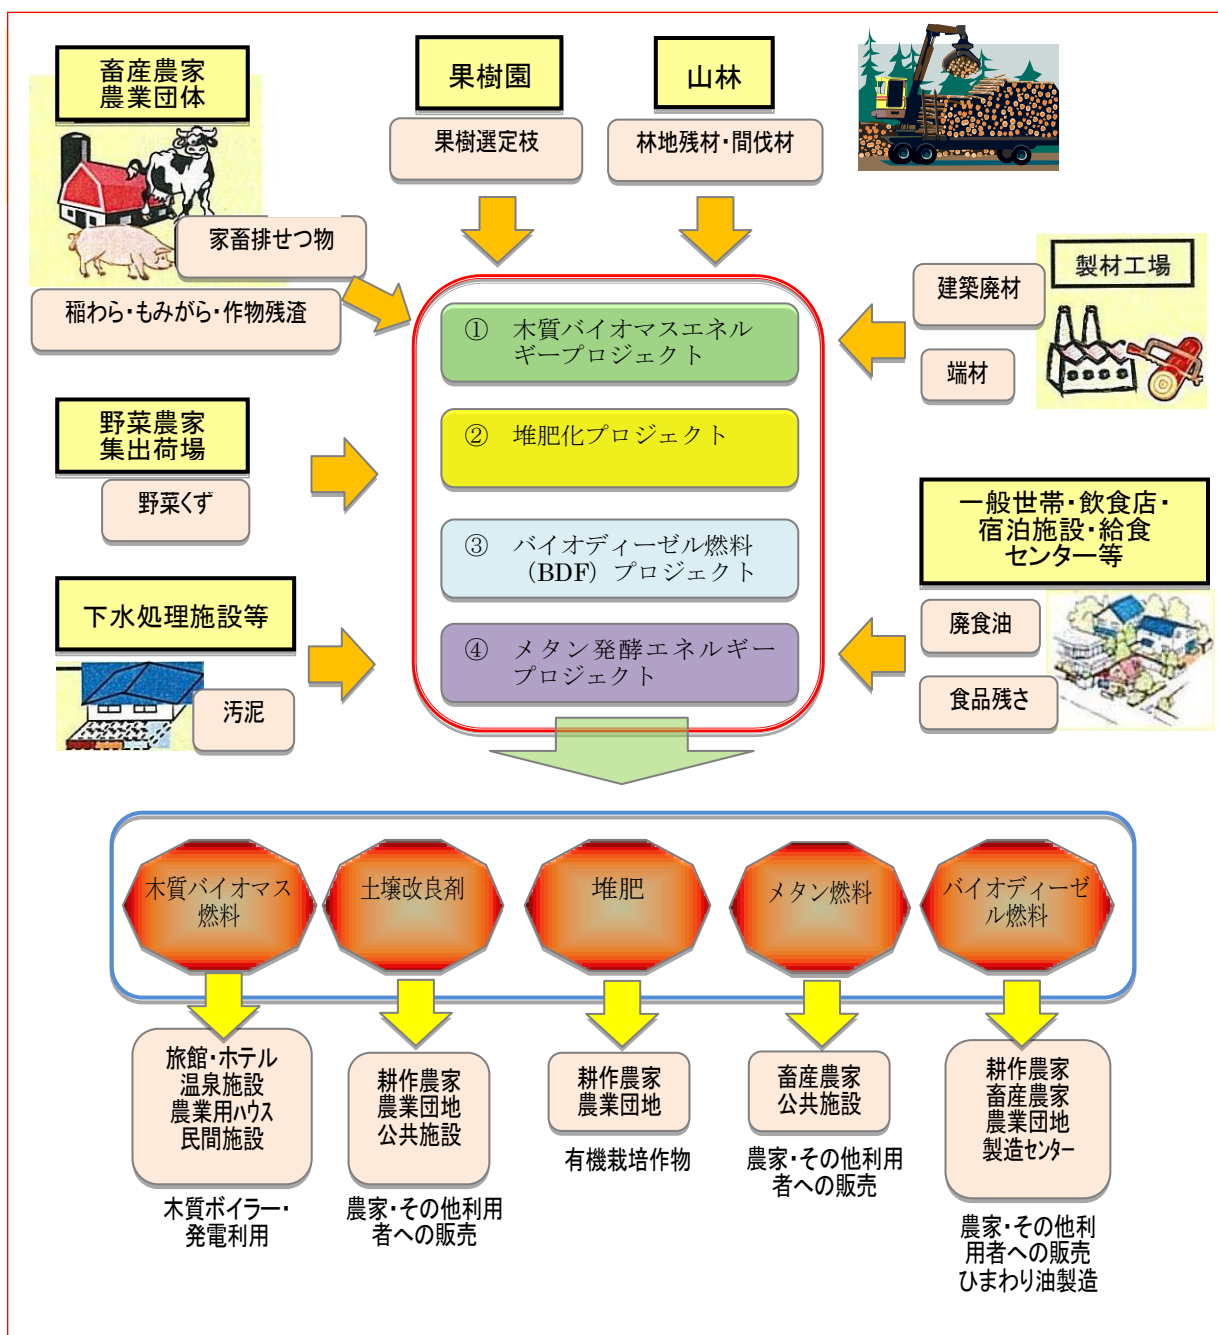 畜産農家
農業団体
果樹園
山林
果樹選定枝
林地残材・間伐材
家畜排せつ物
稲わら・もみがら・作物残渣
製材工場
建築廃材
端材
① 木質バイオマスエネル
ギープロジェクト
② 堆肥化プロジェクト
③ バイオディーゼル燃料
（BDF）プロジェクト
④ メタン発酵エネルギー
プロジェクト
野菜農家
集出荷場
野菜くず
下水処理施設等
汚泥
一般世帯・飲食店・
宿泊施設・給食
センター等
廃食油
食品残さ
木質バイオマス
燃料
土壌改良剤
堆肥
メタン燃料
バイオディーゼ
ル燃料
旅館・ホテル
温泉施設
農業用ﾊｳｽ
民間施設
木質ボイラー・
発電利用
耕作農家
農業団地
公共施設
農家・その他利用
者への販売
耕作農家
農業団地
有機栽培作物
畜産農家
公共施設
農家・その他利用
者への販売
耕作農家
畜産農家
農業団地
製造ｾﾝﾀｰ
農家・その他利
用者への販売
ひまわり油製造